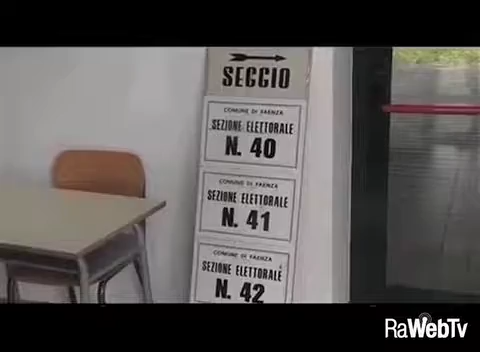 SEGGIO
COMUNE DI FAENZA
SEZIONE ELETTORALE
N. 40
COMUNE DI FAENZA
SEZIONE ELETTORALE
N. 41
COMUNE DI FAENZA
SEZIONE ELETTORALE
N. 42
RaWebTv